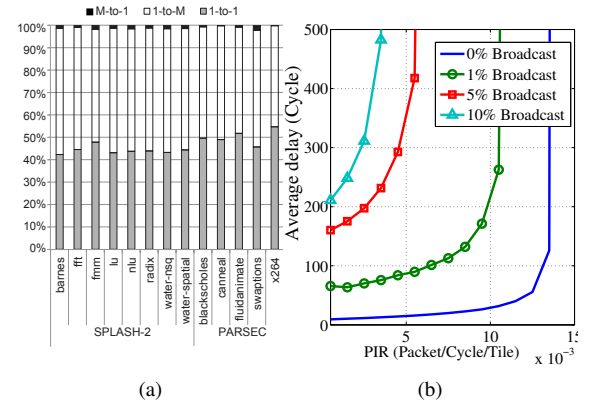 M-to-1 1-to-M 1-to-1
100%
90%
80%
70%
60%
50%
40%
30%
20%
10%
0%
barnes
fft
fmm
lu
nlu
radix
water-nsq
water-spatial
blackscholes
canneal
fluidanimate
swaptions
x264
SPLASH-2 PARSEC
(a)
Average delay (Cycle)
500
400
300
200
100
0
0% Broadcast
1% Broadcast
5% Broadcast
10% Broadcast
5 10 15
PIR (Packet/Cycle/Tile) x 10⁻³
(b)